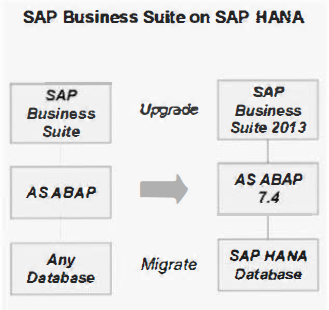 SAP Business Suite on SAP HANA
SAP
Business
Suite
Upgrade
SAP
Business
Suite 2013
AS ABAP
AS ABAP
7.4
Any
Database
Migrate
SAP HANA
Database